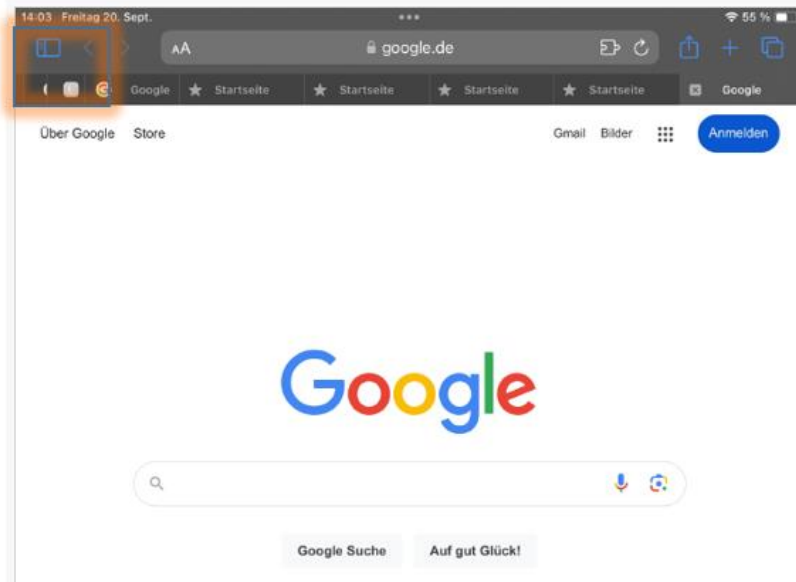 14:03 Freitag 20. Sept. 55 %
AA google.de
Google Startseite Startseite Startseite Startseite Google
Über Google Store Gmail Bilder Anmelden
Google
Google Suche Auf gut Glück!